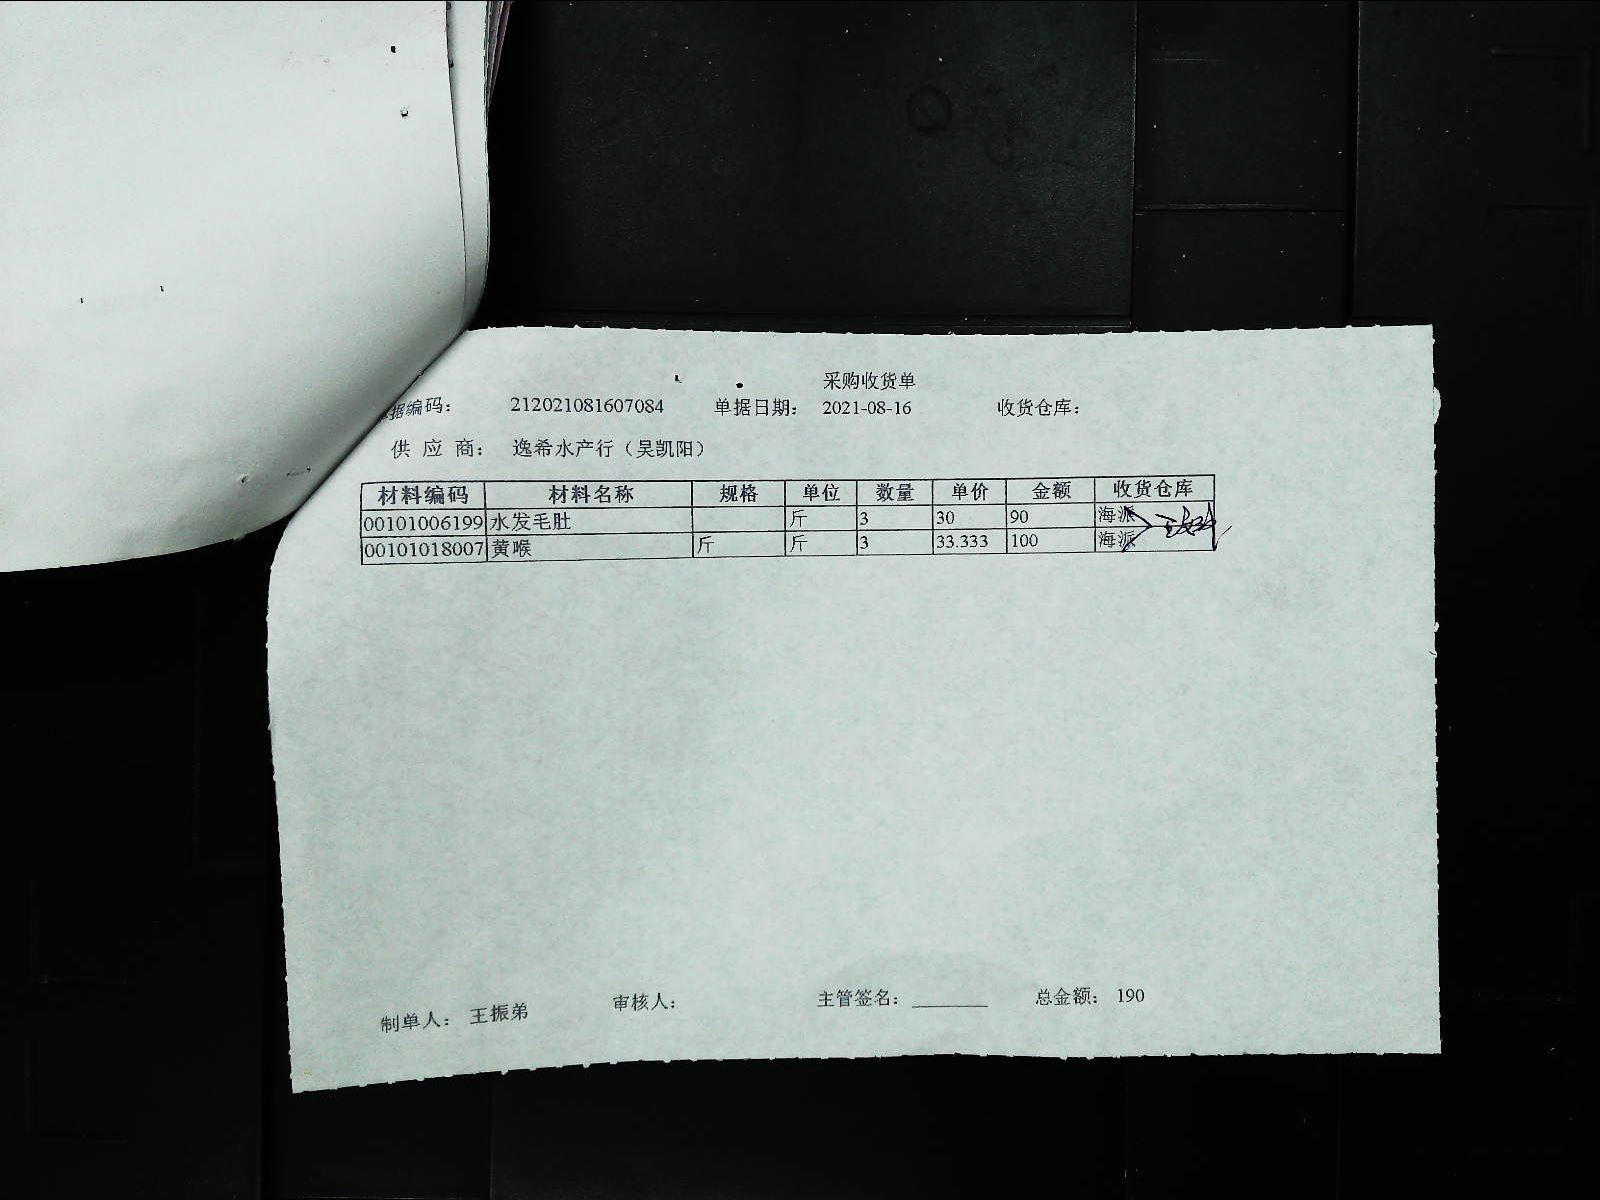 采购收货单
单据编码： 212021081607084 单据日期： 2021-08-16 收货仓库：
供 应 商： 逸希水产行（吴凯阳）
材料编码 材料名称 规格 单位 数量 单价 金额 收货仓库
00101006199 水发毛肚 斤 3 30 90 海派
00101018007 黄喉 斤 斤 3 33.333 100 海派
制单人： 王振弟 审核人： 主管签名： ________ 总金额： 190